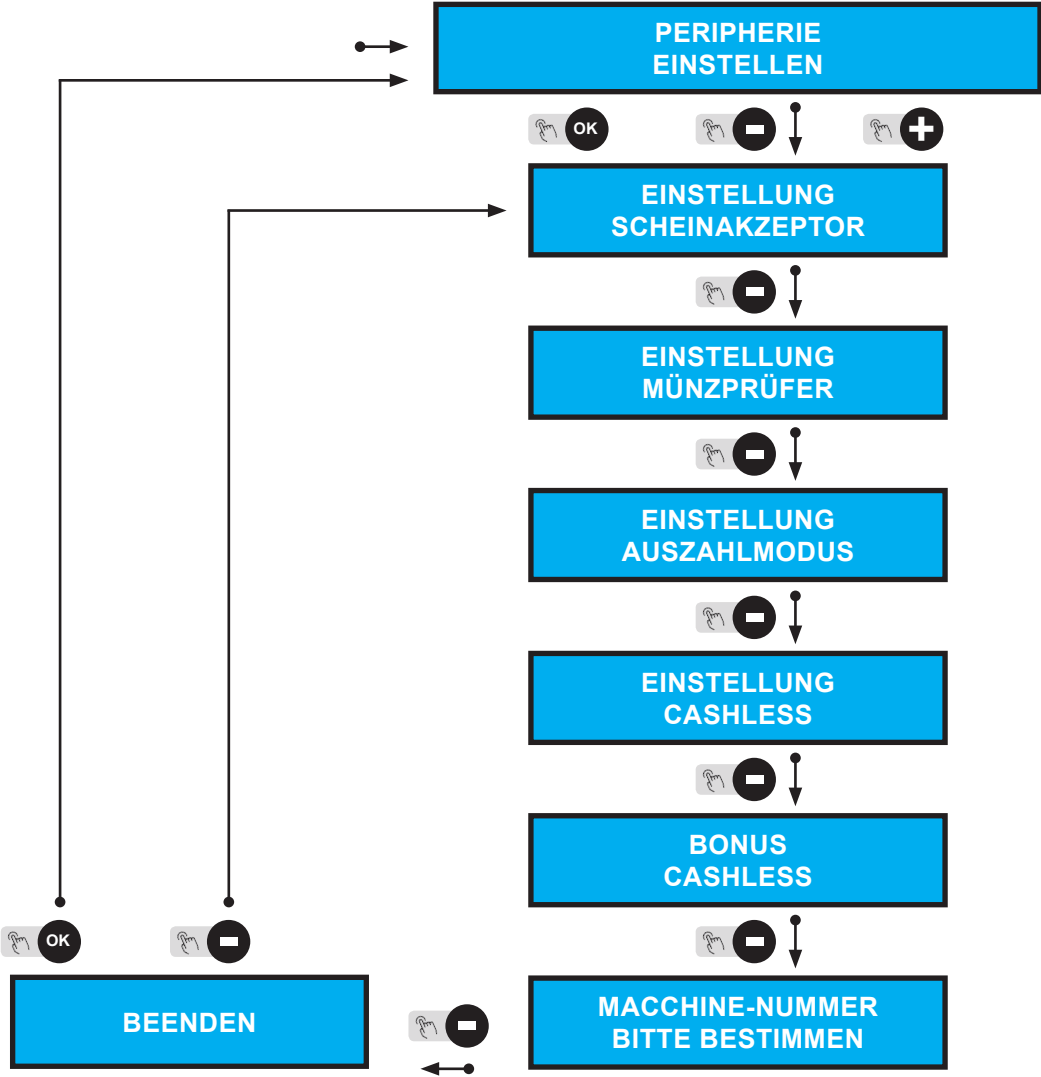 PERIPHERIE
EINSTELLEN
OK
EINSTELLUNG
SCHEINAKZEPTOR
EINSTELLUNG
MÜNZPRÜFER
EINSTELLUNG
AUSZAHLMODUS
EINSTELLUNG
CASHLESS
BONUS
CASHLESS
OK
BEENDEN
MACCHINE-NUMMER
BITTE BESTIMMEN